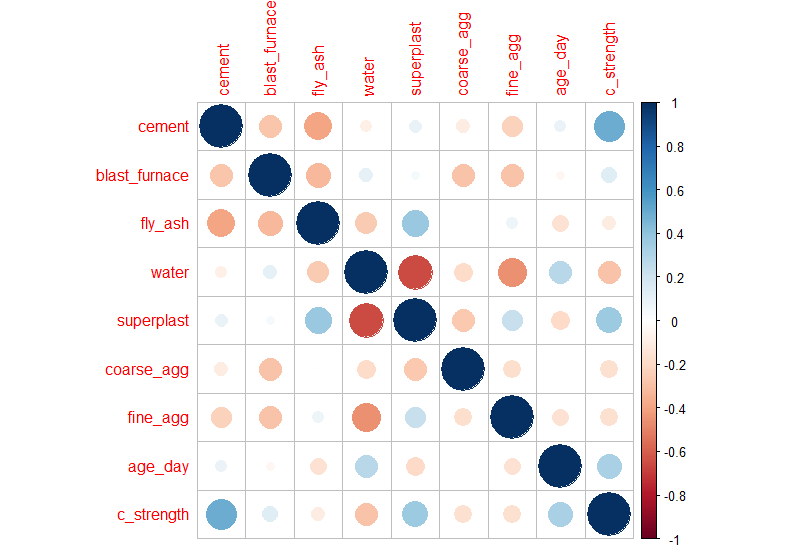 cement
blast_furnace
fly_ash
water
superplast
coarse_agg
fine_agg
age_day
c_strength
cement
blast_furnace
fly_ash
water
superplast
coarse_agg
fine_agg
age_day
c_strength
1
0.8
0.6
0.4
0.2
0
-0.2
-0.4
-0.6
-0.8
-1